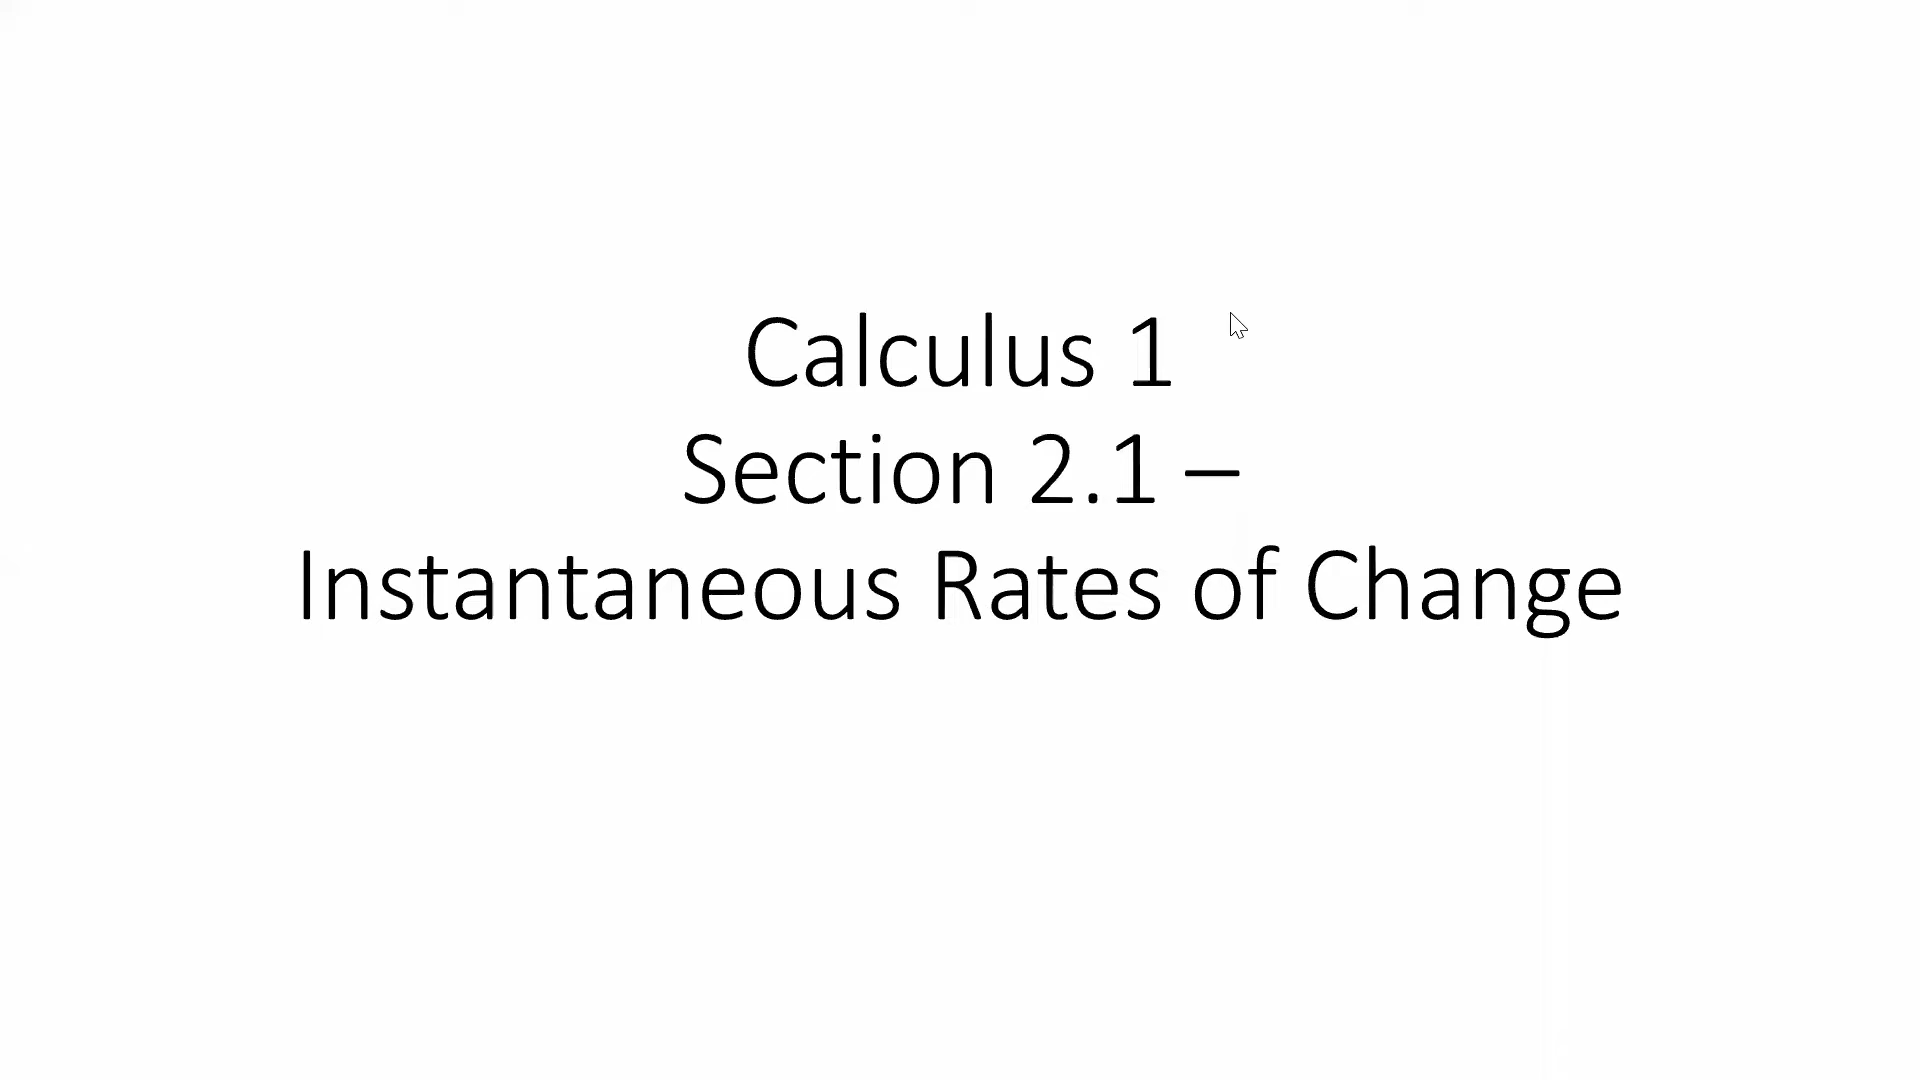 Calculus 1
Section 2.1 –
Instantaneous Rates of Change